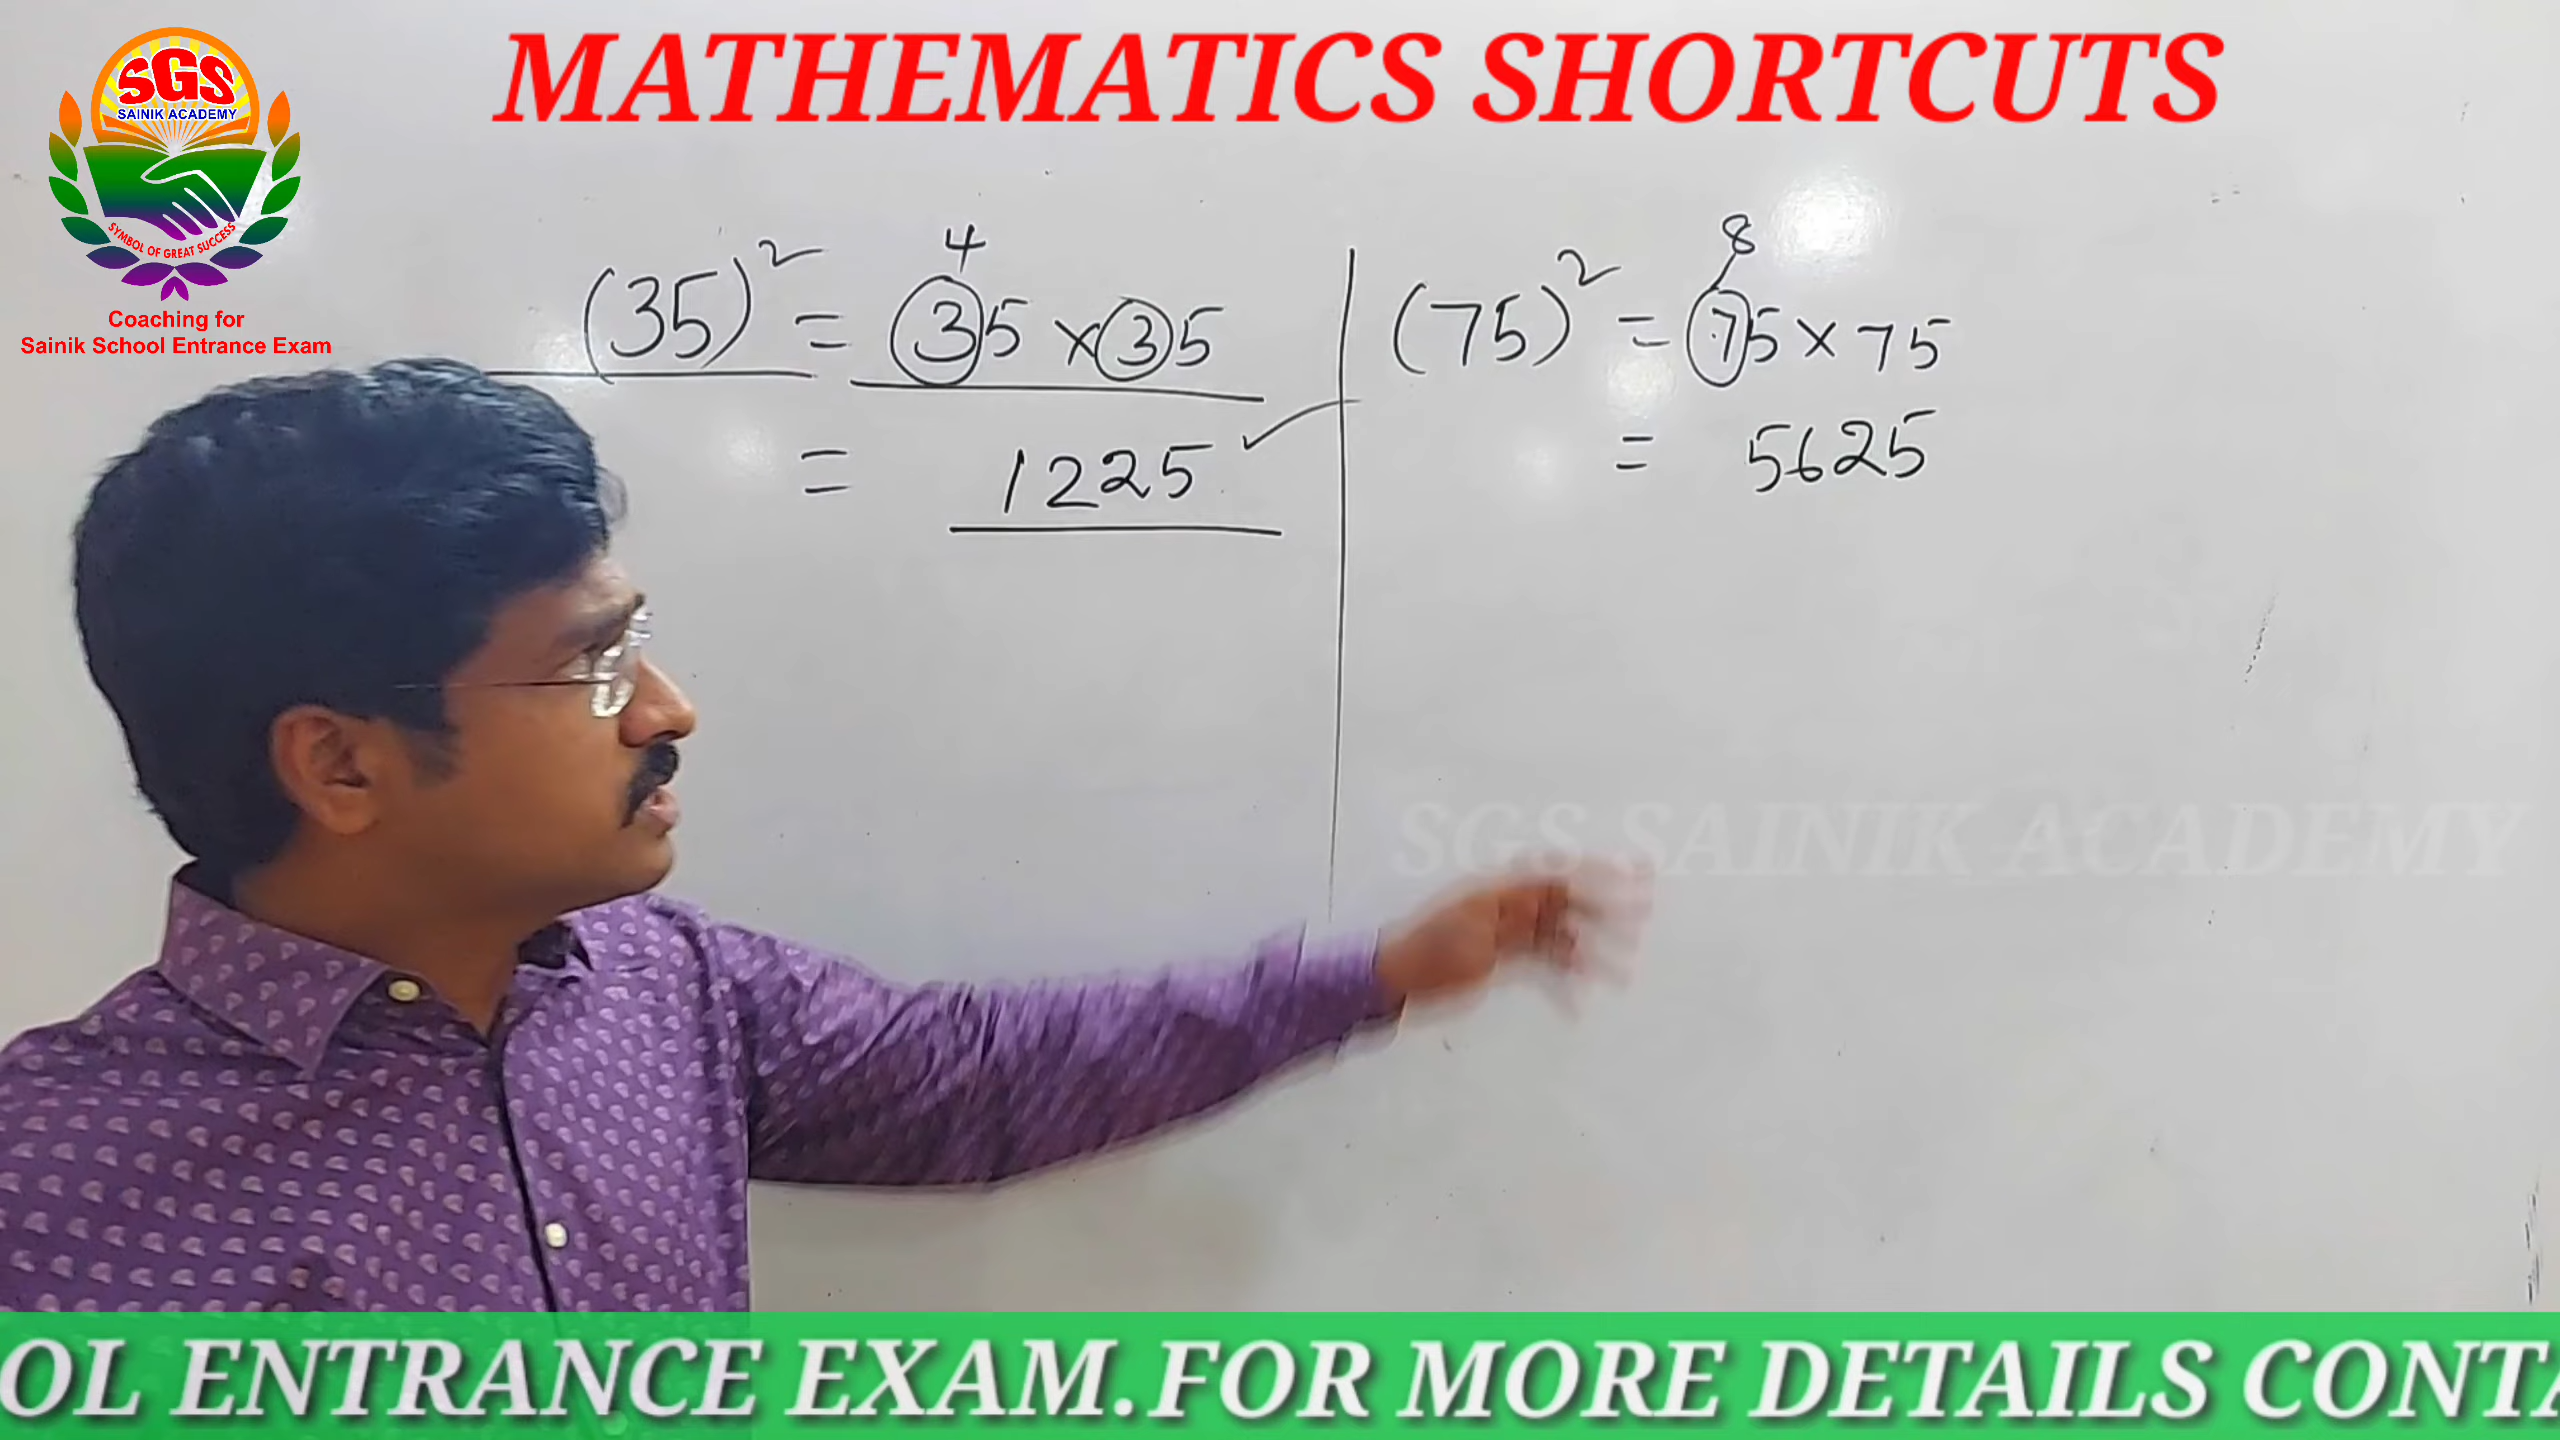 MATHEMATICS SHORTCUTS
SGS
SAINIK ACADEMY
SYMBOL OF GREAT SUCCESS
Coaching for
Sainik School Entrance Exam
4
(35)² = 35 × 35
= 1225
8
(75)² = 75 × 75
= 5625
SGS SAINIK ACADEMY
OL ENTRANCE EXAM.FOR MORE DETAILS CONTA